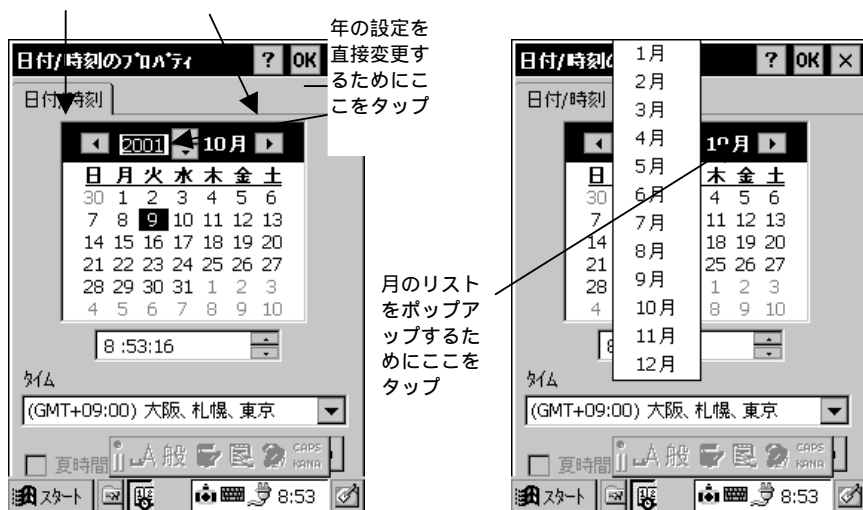 年の設定を
直接変更す
るためにこ
こをタップ
日付/時刻のプロパティ ? OK
日付/時刻
2001 10月
日 月 火 水 木 金 土
30 1 2 3 4 5 6
7 8 9 10 11 12 13
14 15 16 17 18 19 20
21 22 23 24 25 26 27
28 29 30 31 1 2 3
4 5 6 7 8 9 10
8 :53:16
タイム
(GMT+09:00) 大阪、札幌、東京
夏時間 A 般 CAPS
KANA
スタート 8:53
月のリスト
をポップア
ップするた
めにここを
タップ
日付/時刻 ? OK ×
日付/時刻
10月
1月
2月
3月
4月
5月
6月
7月
8月
9月
10月
11月
12月
日 木 金 土
30 4 5 6
7 11 12 13
14 18 19 20
21 25 26 27
28 1 2 3
4 8 9 10
8
タイム
(GMT+09:00) 大阪、札幌、東京
夏時間 A 般 CAPS
KANA
スタート 8:53